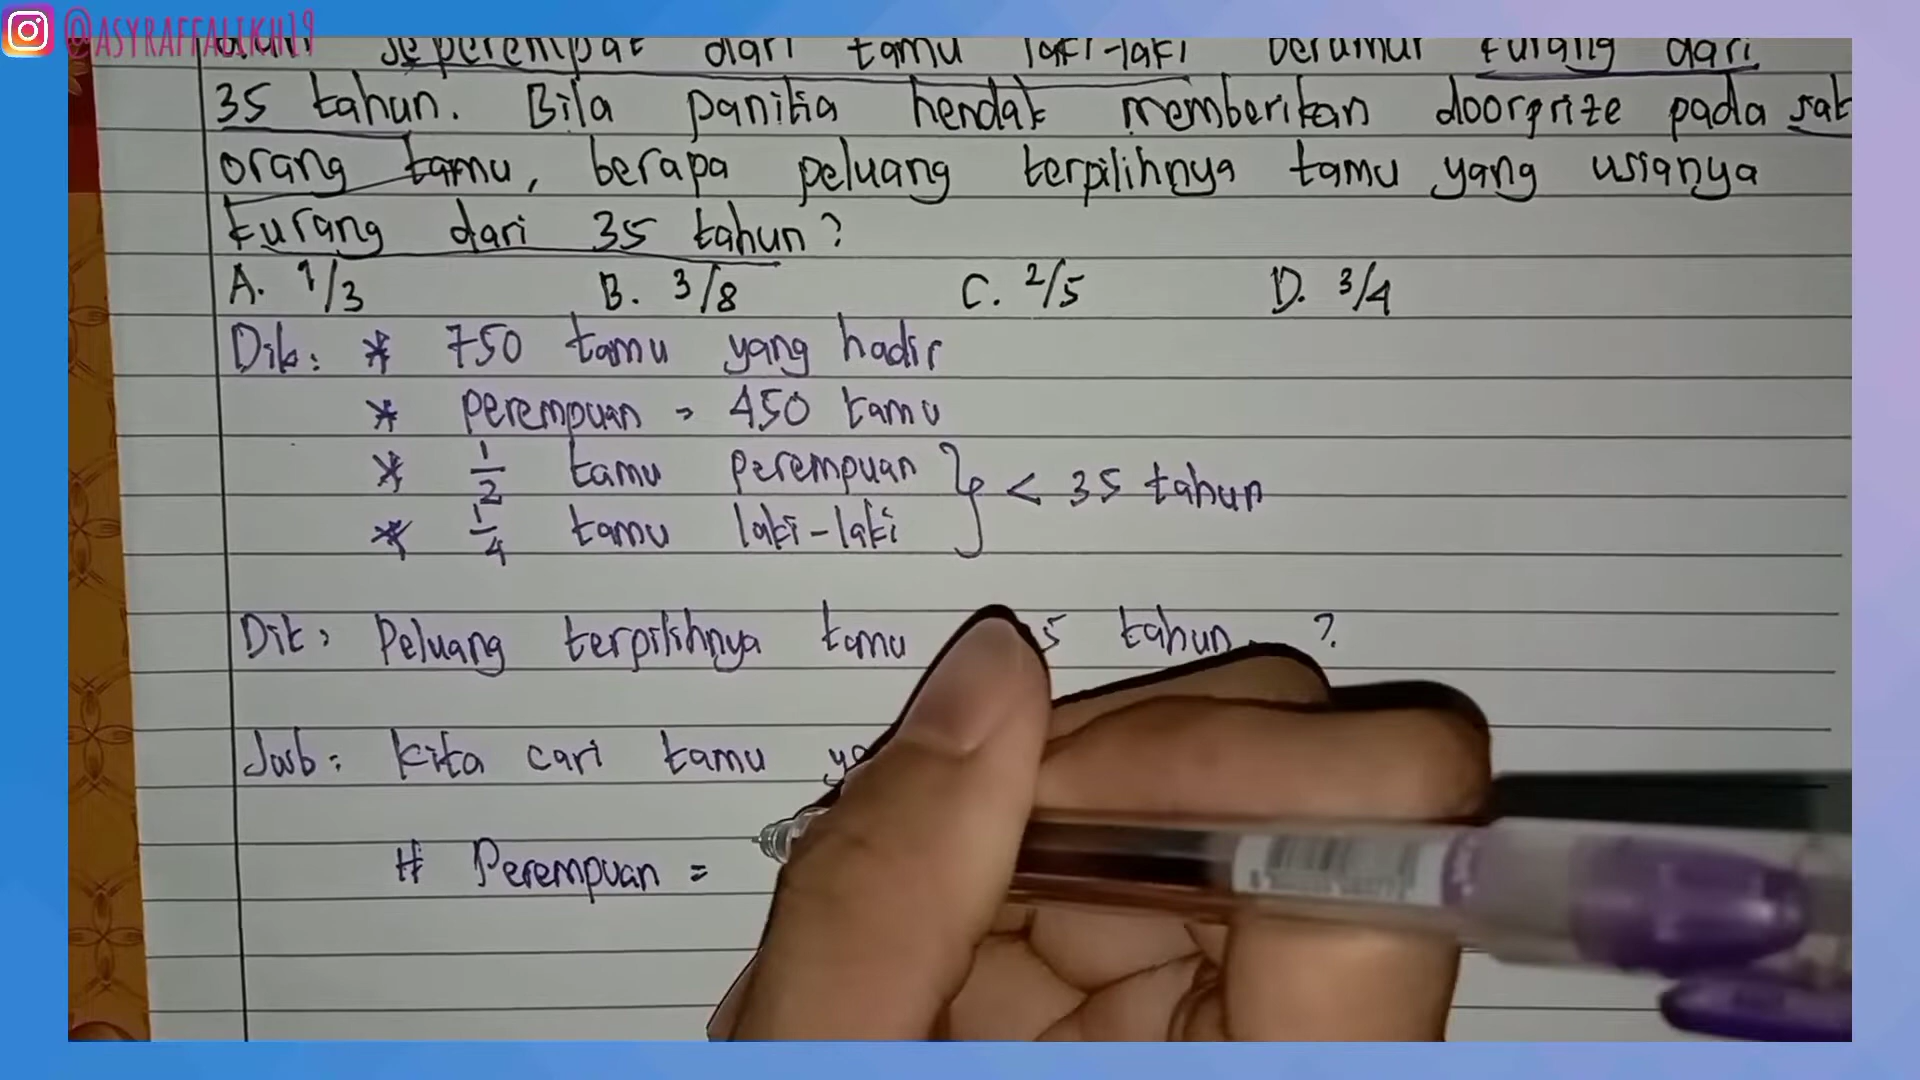 @ASYRAFFALIKH19
seperempat dari tamu laki-laki berumur kurang dari
35 tahun. Bila panitia hendak memberikan doorprize pada
orang tamu, berapa peluang terpilihnya tamu yang usianya
kurang dari 35 tahun?
A. 1/3 B. 3/8 C. 2/5 D. 3/4
Dik: * 750 tamu yang hadir
* perempuan = 450 tamu
* 1/2 tamu perempuan
* 1/4 tamu laki-laki } < 35 tahun
Dit: Peluang terpilihnya tamu 5 tahun ?
Jwb: Kita cari tamu
# Perempuan =